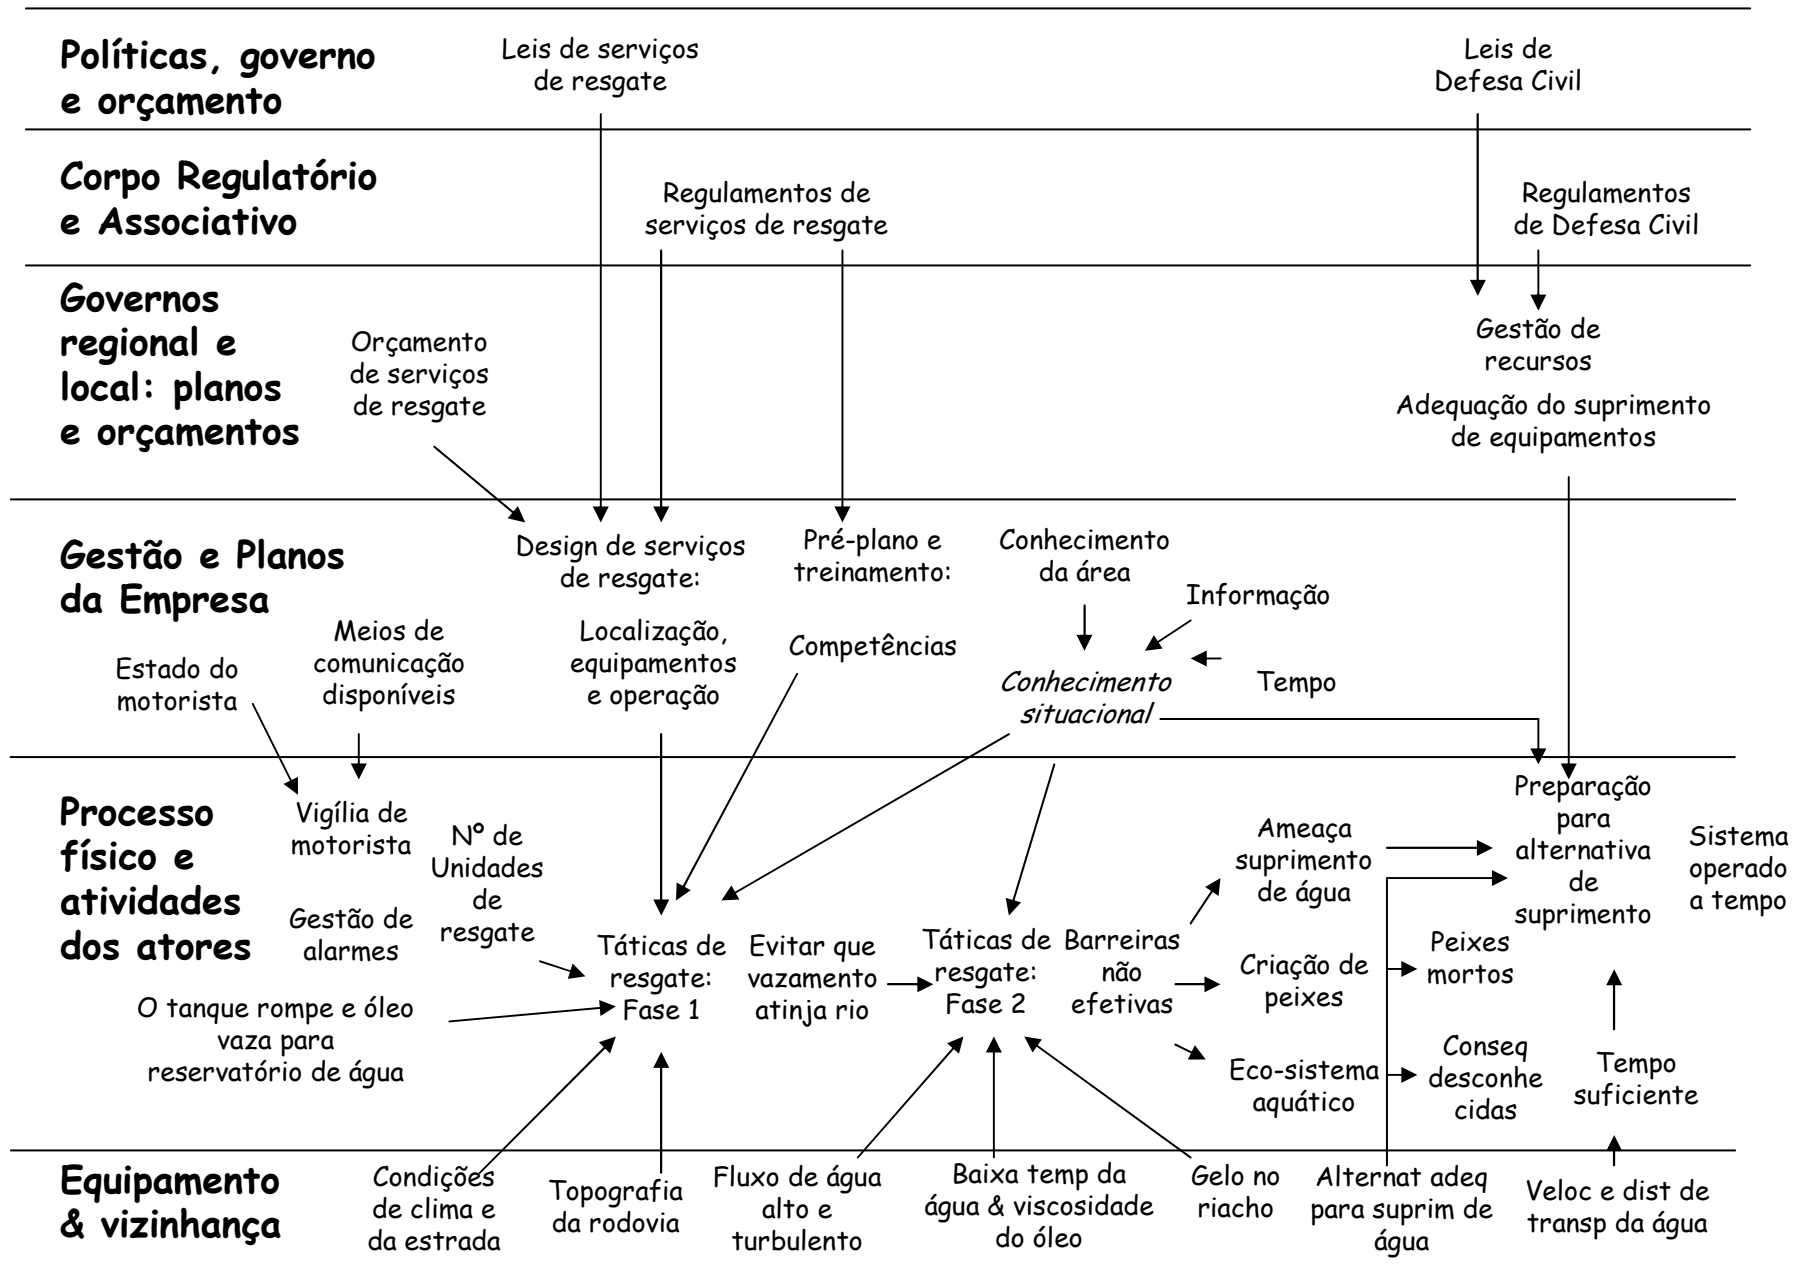 Políticas, governo
e orçamento
Leis de serviços
de resgate
Leis de
Defesa Civil
Corpo Regulatório
e Associativo
Regulamentos de
serviços de resgate
Regulamentos
de Defesa Civil
Governos
regional e
local: planos
e orçamentos
Orçamento
de serviços
de resgate
Gestão de
recursos
Adequação do suprimento
de equipamentos
Gestão e Planos
da Empresa
Estado do
motorista
Meios de
comunicação
disponíveis
Design de serviços
de resgate:
Localização,
equipamentos
e operação
Pré-plano e
treinamento:
Competências
Conhecimento
da área
Informação
Tempo
Conhecimento
situacional
Processo
físico e
atividades
dos atores
Vigília de
motorista
Gestão de
alarmes
Nº de
Unidades
de
resgate
O tanque rompe e óleo
vaza para
reservatório de água
Táticas de
resgate:
Fase 1
Evitar que
vazamento
atinja rio
Táticas de
resgate:
Fase 2
Barreiras
não
efetivas
Ameaça
suprimento
de água
Criação de
peixes
Eco-sistema
aquático
Peixes
mortos
Conseq
desconhe
cidas
Preparação
para
alternativa
de
suprimento
Sistema
operado
a tempo
Tempo
suficiente
Equipamento
& vizinhança
Condições
de clima e
da estrada
Topografia
da rodovia
Fluxo de água
alto e
turbulento
Baixa temp da
água & viscosidade
do óleo
Gelo no
riacho
Alternat adeq
para suprim de
água
Veloc e dist de
transp da água